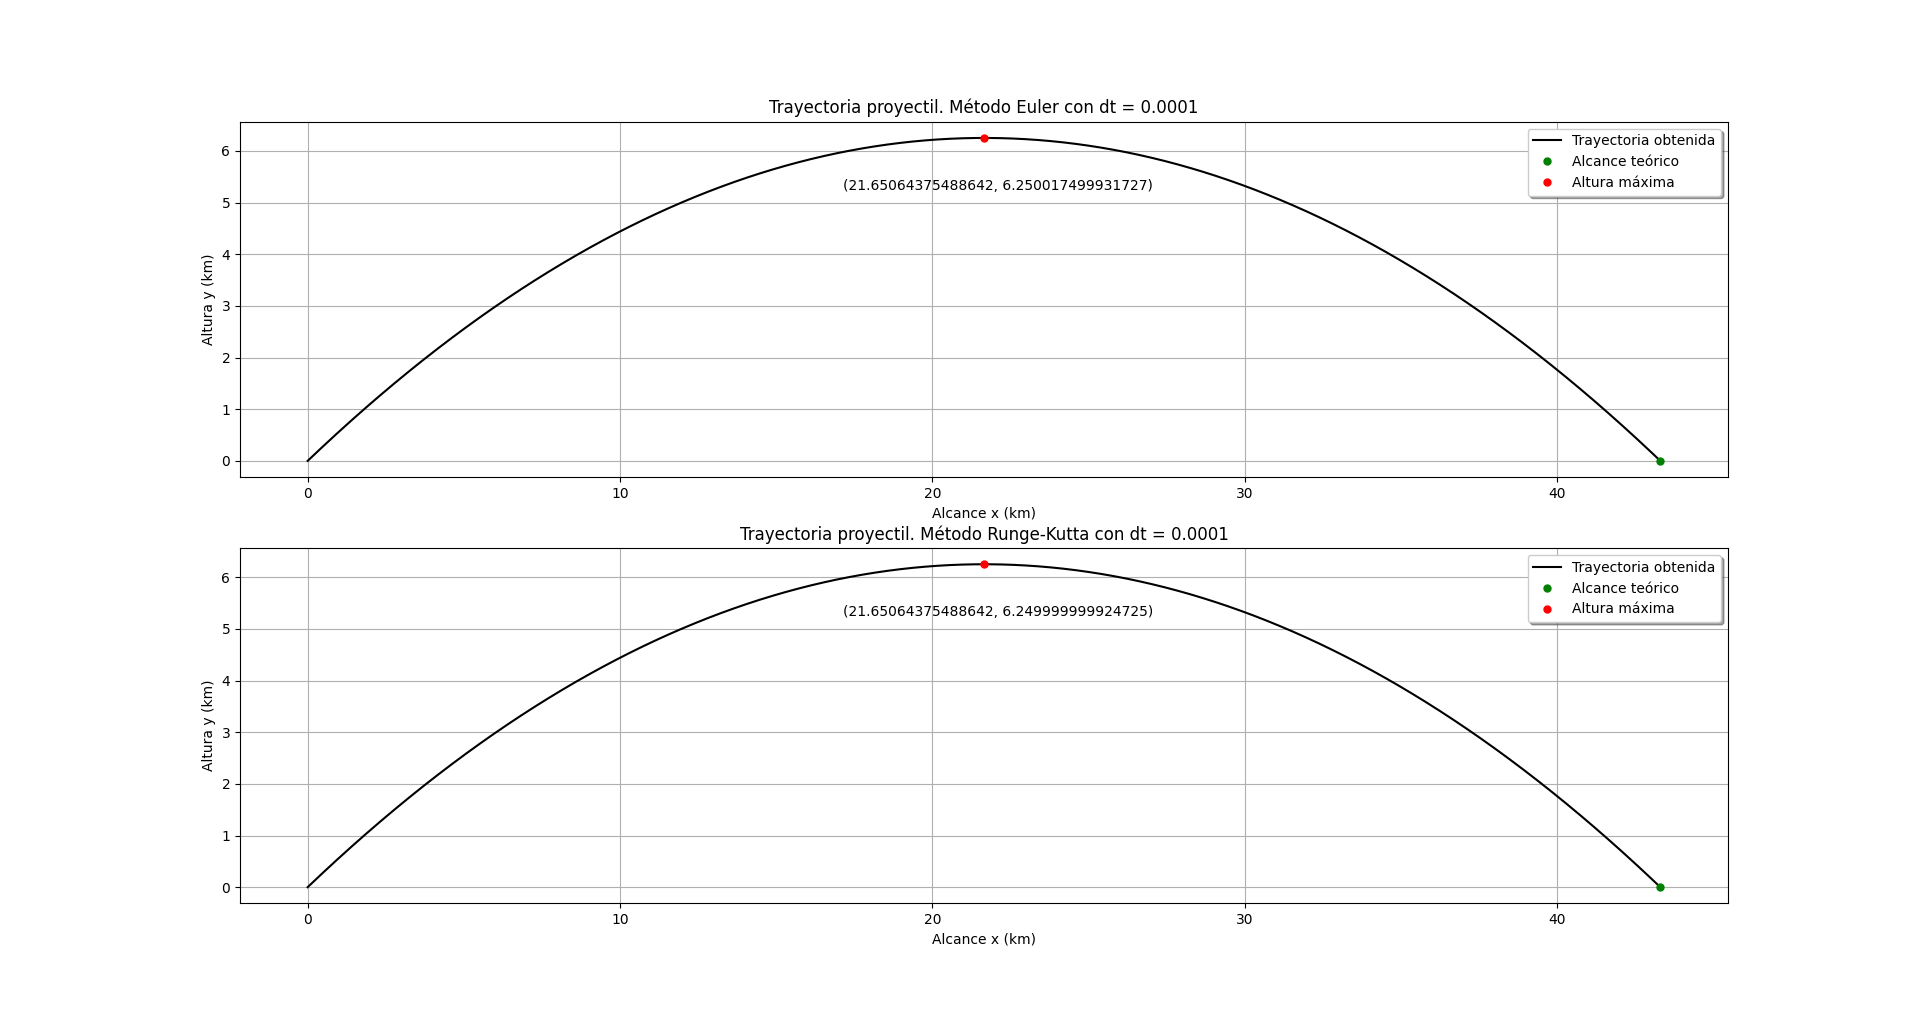 Trayectoria proyectil. Método Euler con dt = 0.0001
Trayectoria obtenida
Alcance teórico
Altura máxima
(21.65064375488642, 6.250017499931727)
Altura y (km)
6
5
4
3
2
1
0
0 10 20 30 40
Alcance x (km)
Trayectoria proyectil. Método Runge-Kutta con dt = 0.0001
Trayectoria obtenida
Alcance teórico
Altura máxima
(21.65064375488642, 6.249999999924725)
Altura y (km)
6
5
4
3
2
1
0
0 10 20 30 40
Alcance x (km)